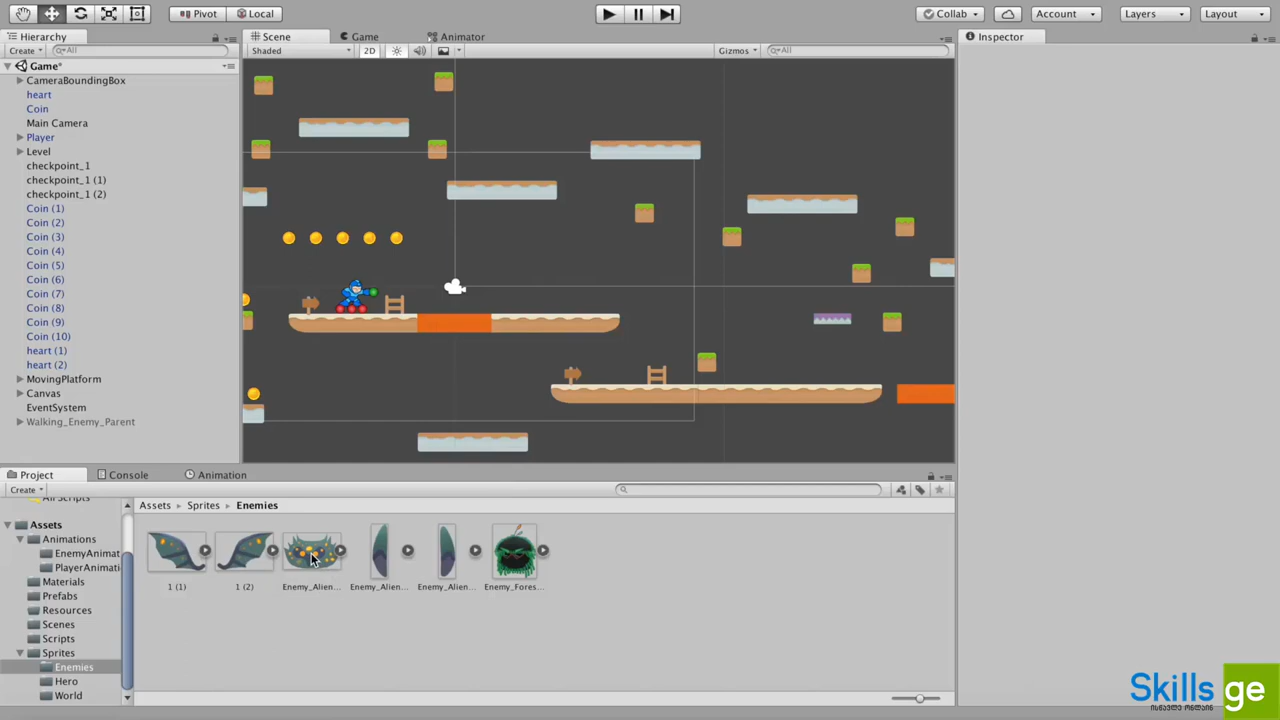 Pivot
Local
Collab
Account
Layers
Layout
Hierarchy
Scene
Game
Animator
Inspector
Create
All
Shaded
2D
Gizmos
All
Game*
CameraBoundingBox
heart
Coin
Main Camera
Player
Level
checkpoint_1
checkpoint_1 (1)
checkpoint_1 (2)
Coin (1)
Coin (2)
Coin (3)
Coin (4)
Coin (5)
Coin (6)
Coin (7)
Coin (8)
Coin (9)
Coin (10)
heart (1)
heart (2)
MovingPlatform
Canvas
EventSystem
Walking_Enemy_Parent
Project
Console
Animation
Create
All Scripts
Assets
Animations
EnemyAnimat
PlayerAnimati
Materials
Prefabs
Resources
Scenes
Scripts
Sprites
Enemies
Hero
World
Assets
Sprites
Enemies
1 (1)
1 (2)
Enemy_Alien...
Enemy_Alien...
Enemy_Alien...
Enemy_Fores...
Skills ge
ისწავლე ონლაინ